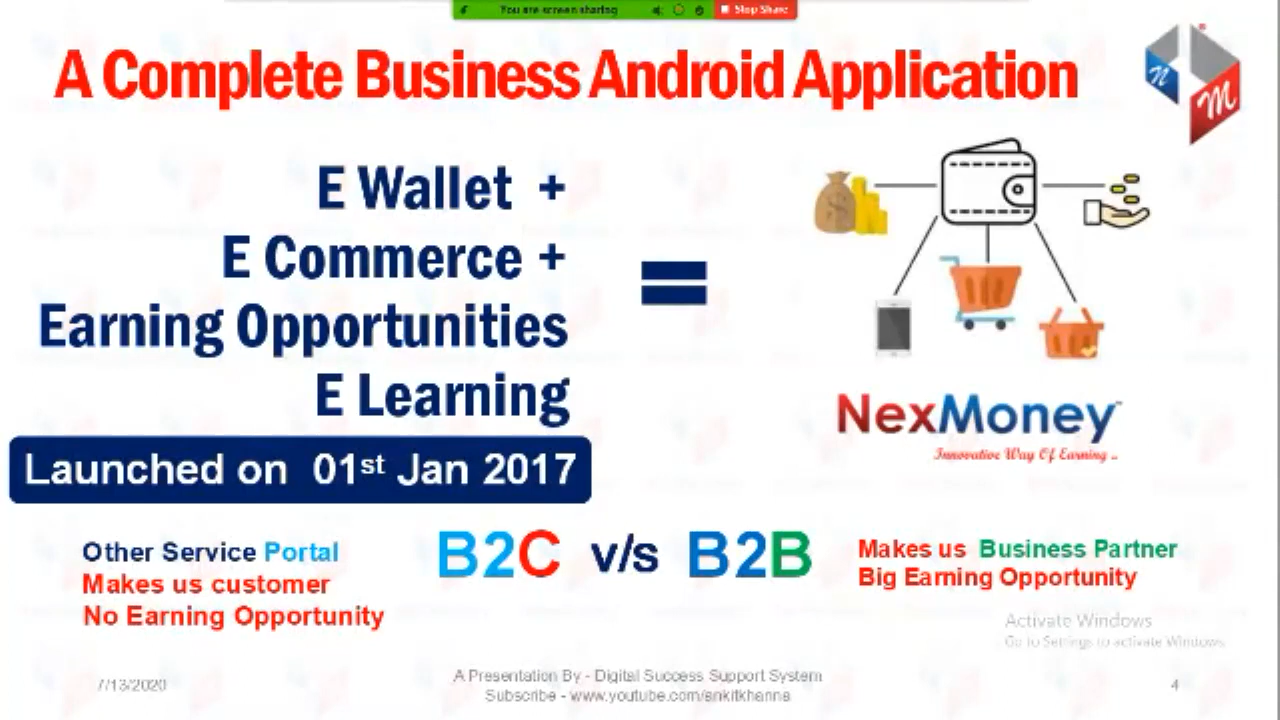 You are screen sharing Stop Share
A Complete Business Android Application
n M
E Wallet +
E Commerce +
Earning Opportunities
E Learning
=
$
NexMoney™
Innovative Way Of Earning ..
Launched on 01st Jan 2017
Other Service Portal
Makes us customer
No Earning Opportunity
B2C v/s B2B
Makes us Business Partner
Big Earning Opportunity
Activate Windows
Go to Settings to activate Windows.
7/13/2020
A Presentation By - Digital Success Support System
Subscribe - www.youtube.com/ankitkhanna
4